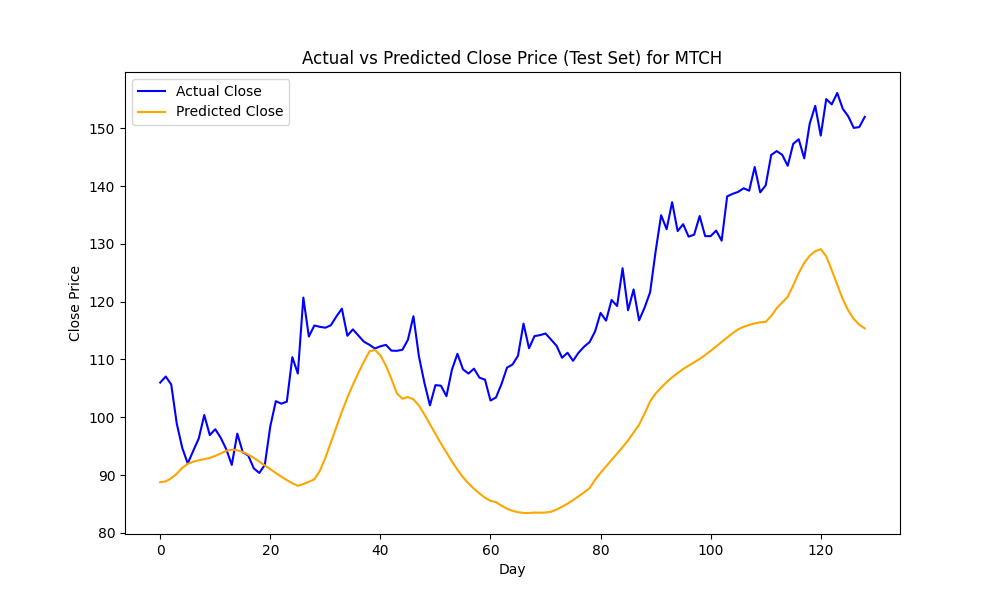 Actual vs Predicted Close Price (Test Set) for MTCH
Actual Close
Predicted Close
Close Price
150
140
130
120
110
100
90
80
0 20 40 60 80 100 120
Day